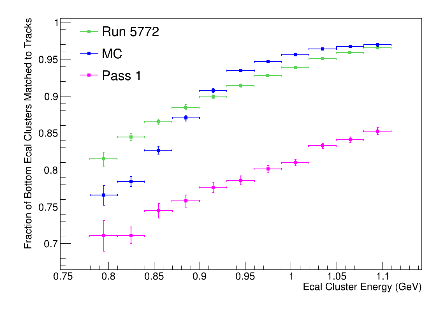 Fraction of Bottom Ecal Clusters Matched to Tracks
1
0.95
0.9
0.85
0.8
0.75
0.7
Run 5772
MC
Pass 1
0.75 0.8 0.85 0.9 0.95 1 1.05 1.1
Ecal Cluster Energy (GeV)